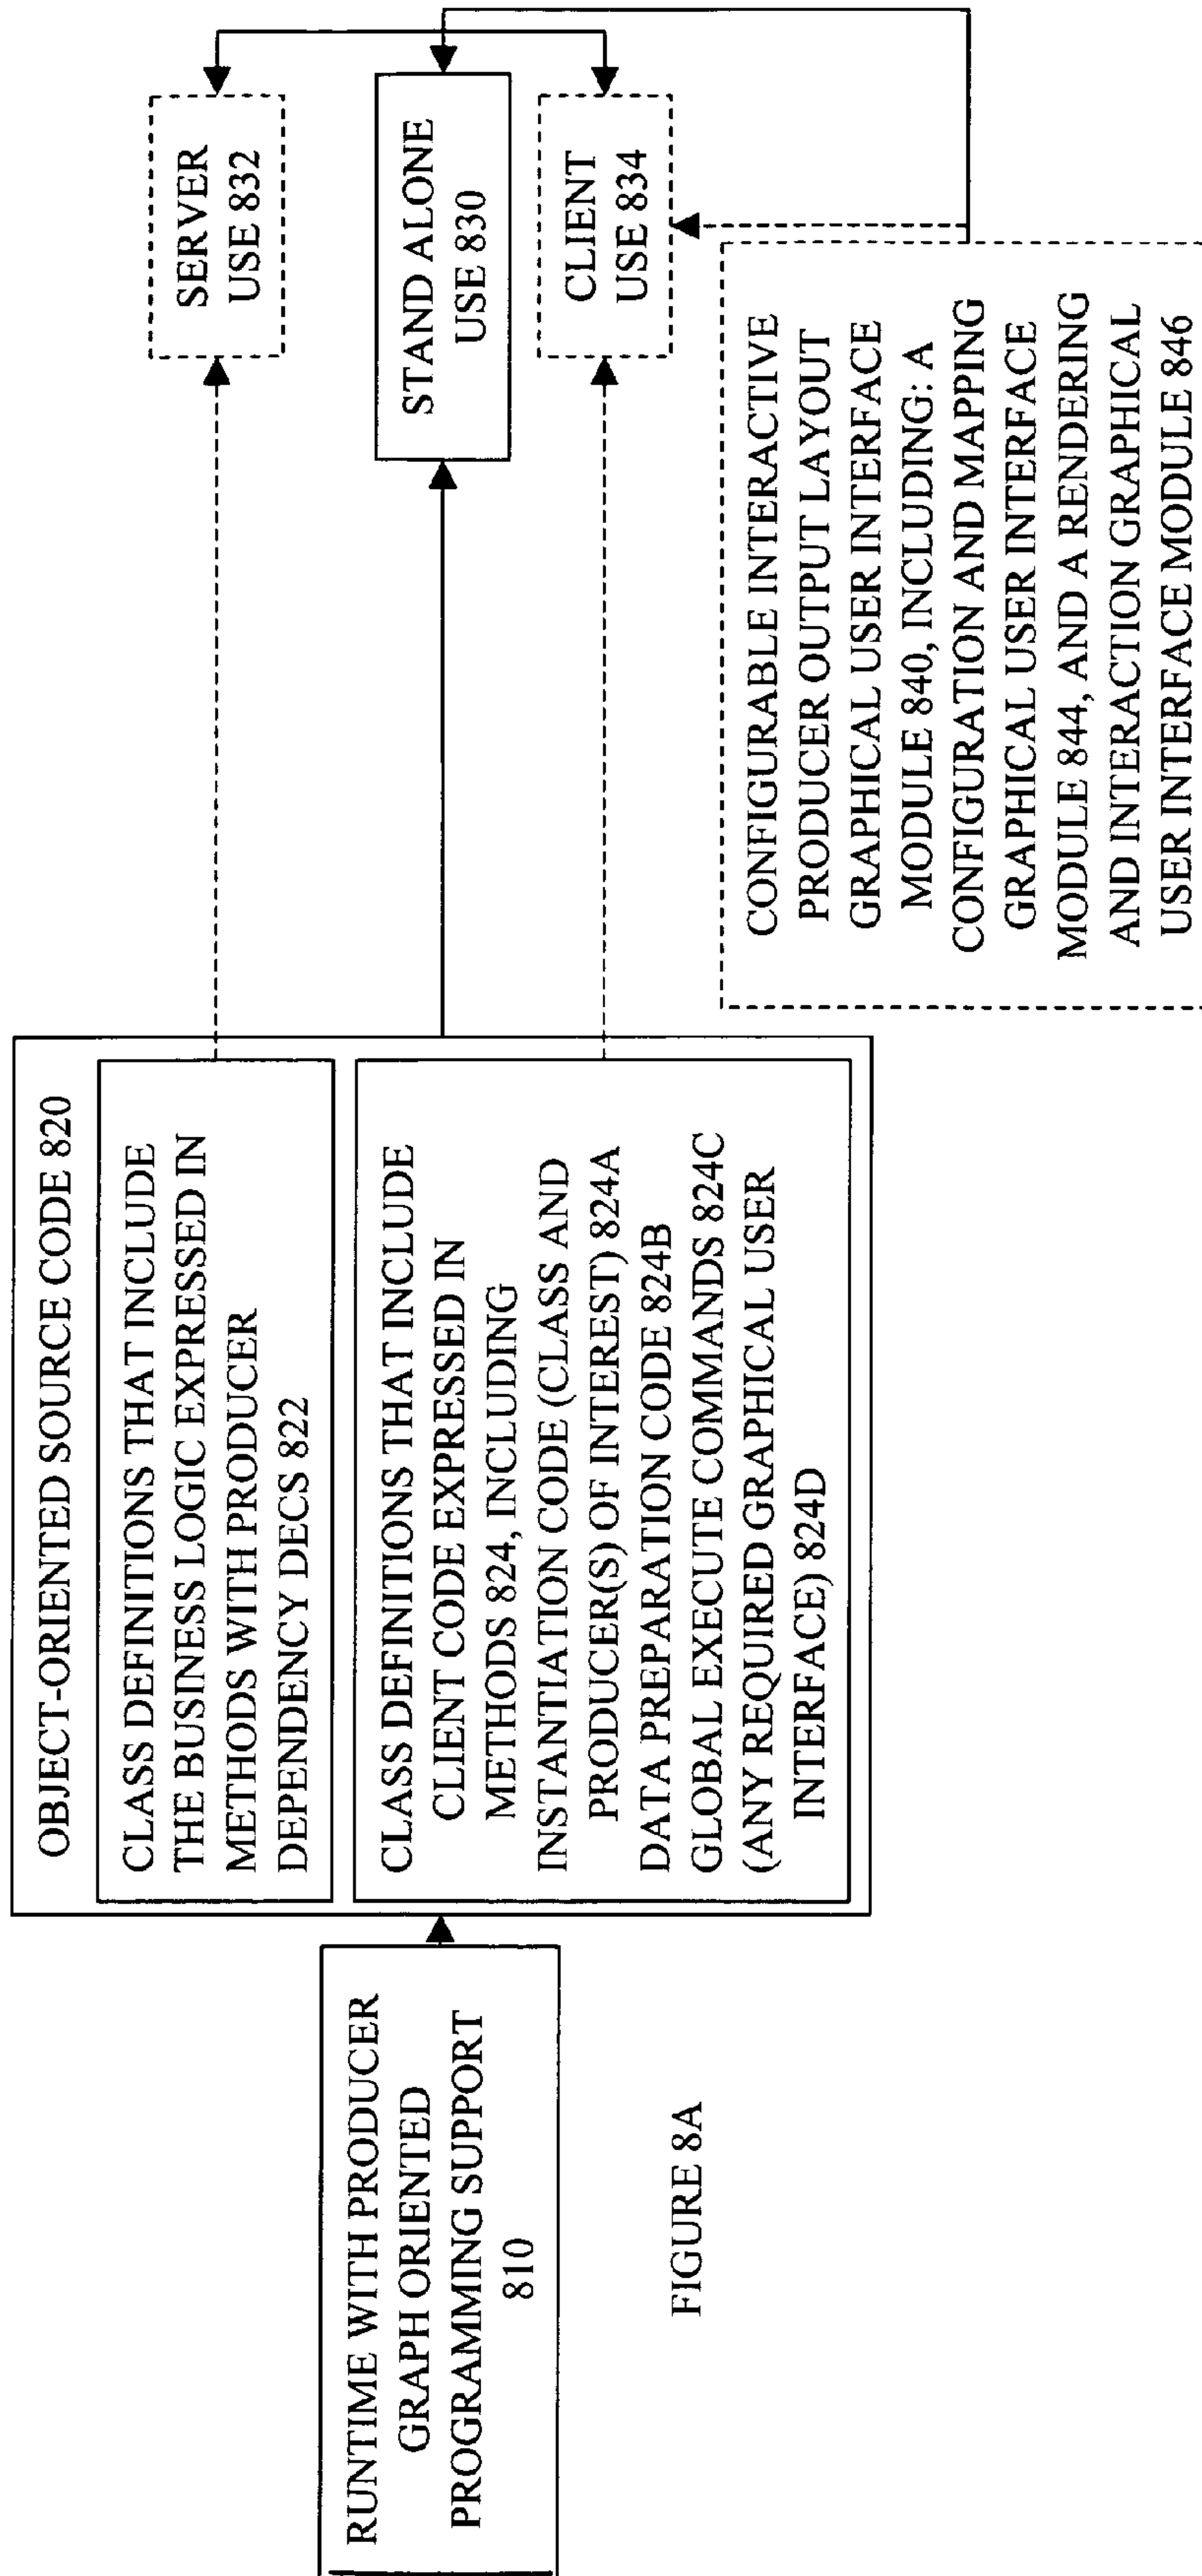 RUNTIME WITH PRODUCER
GRAPH ORIENTED
PROGRAMMING SUPPORT
810
OBJECT-ORIENTED SOURCE CODE 820
CLASS DEFINITIONS THAT INCLUDE
THE BUSINESS LOGIC EXPRESSED IN
METHODS WITH PRODUCER
DEPENDENCY DECS 822
CLASS DEFINITIONS THAT INCLUDE
CLIENT CODE EXPRESSED IN
METHODS 824, INCLUDING
INSTANTIATION CODE (CLASS AND
PRODUCER(S) OF INTEREST) 824A
DATA PREPARATION CODE 824B
GLOBAL EXECUTE COMMANDS 824C
(ANY REQUIRED GRAPHICAL USER
INTERFACE) 824D
SERVER
USE 832
STAND ALONE
USE 830
CLIENT
USE 834
CONFIGURABLE INTERACTIVE
PRODUCER OUTPUT LAYOUT
GRAPHICAL USER INTERFACE
MODULE 840, INCLUDING: A
CONFIGURATION AND MAPPING
GRAPHICAL USER INTERFACE
MODULE 844, AND A RENDERING
AND INTERACTION GRAPHICAL
USER INTERFACE MODULE 846
FIGURE 8A